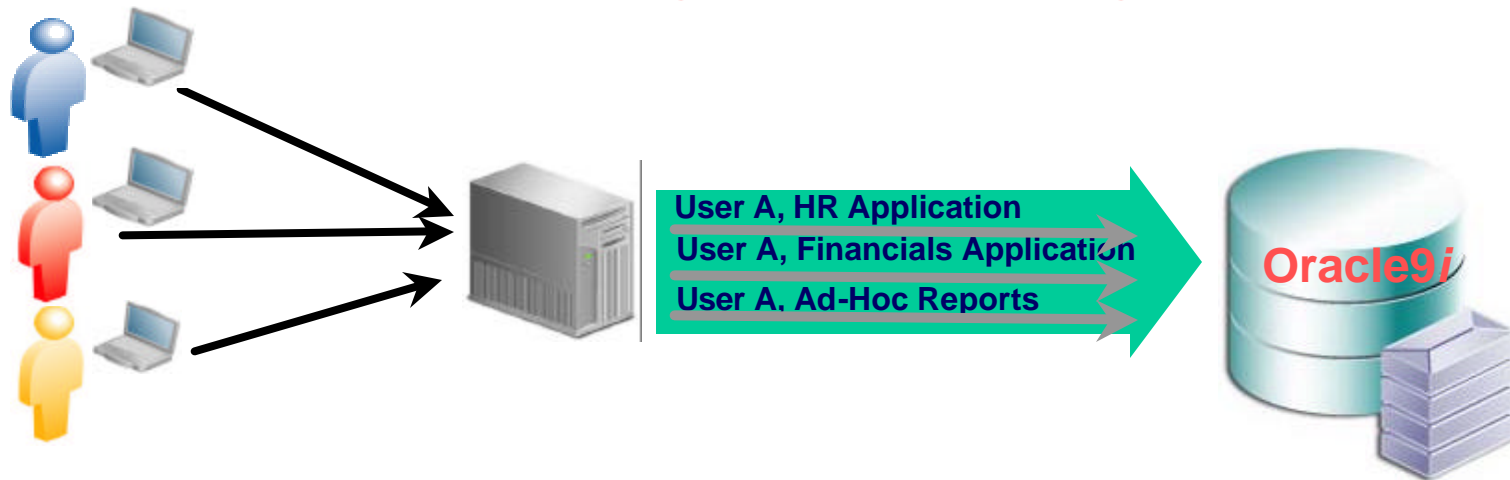 User A, HR Application
User A, Financials Application
User A, Ad-Hoc Reports
Oracle9i